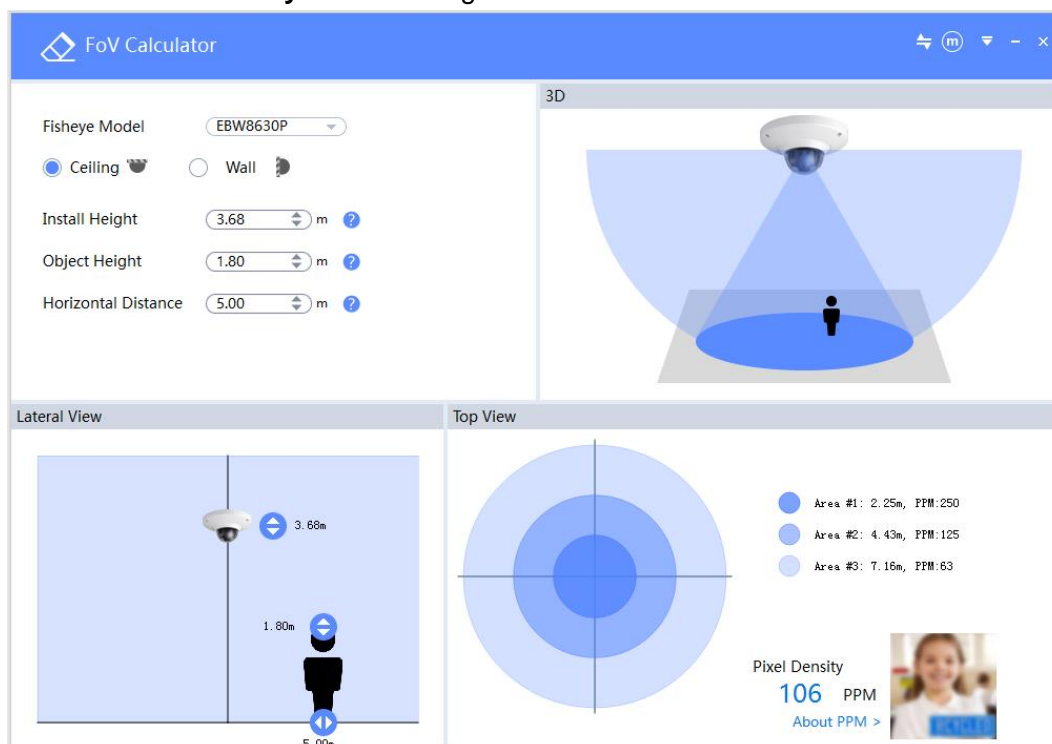 FoV Calculator
m
3D
Fisheye Model EBW8630P
Ceiling Wall
Install Height 3.68 m ?
Object Height 1.80 m ?
Horizontal Distance 5.00 m ?
Lateral View
3.68m
1.80m
5.00m
Top View
Area #1: 2.25m, PPM:250
Area #2: 4.43m, PPM:125
Area #3: 7.16m, PPM:63
Pixel Density
106 PPM
About PPM >